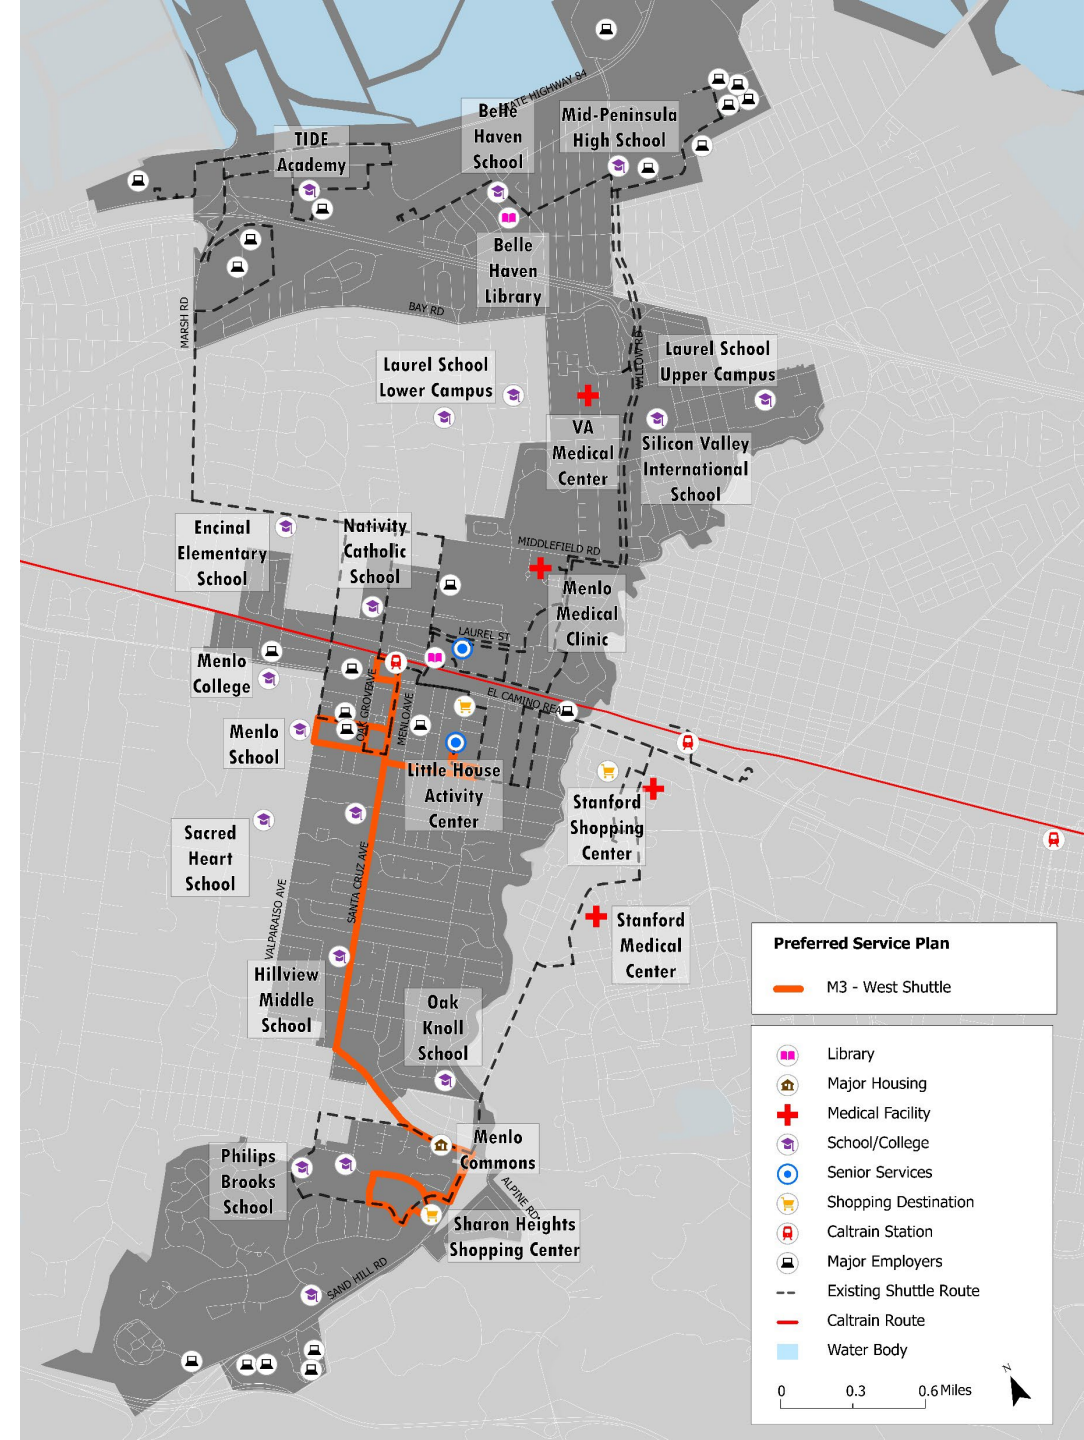 STATE HIGHWAY 84
Belle
Haven
School
Mid-Peninsula
High School
TIDE
Academy
Belle
Haven
Library
MARSH RD
BAY RD
WILLOW RD
Laurel School
Lower Campus
Laurel School
Upper Campus
VA
Medical
Center
Silicon Valley
International
School
Encinal
Elementary
School
Nativity
Catholic
School
MIDDLEFIELD RD
Menlo
Medical
Clinic
LAUREL ST
Menlo
College
OAK GROVE AVE
MENLO AVE
EL CAMINO REAL
Menlo
School
Little House
Activity
Center
Stanford
Shopping
Center
Sacred
Heart
School
SANTA CRUZ AVE
VALPARAISO AVE
Stanford
Medical
Center
Hillview
Middle
School
Oak
Knoll
School
Menlo
Commons
Philips
Brooks
School
ALPINE RD
Sharon Heights
Shopping Center
SAND HILL RD
Preferred Service Plan
M3 - West Shuttle
Library
Major Housing
Medical Facility
School/College
Senior Services
Shopping Destination
Caltrain Station
Major Employers
Existing Shuttle Route
Caltrain Route
Water Body
N
0 0.3 0.6 Miles